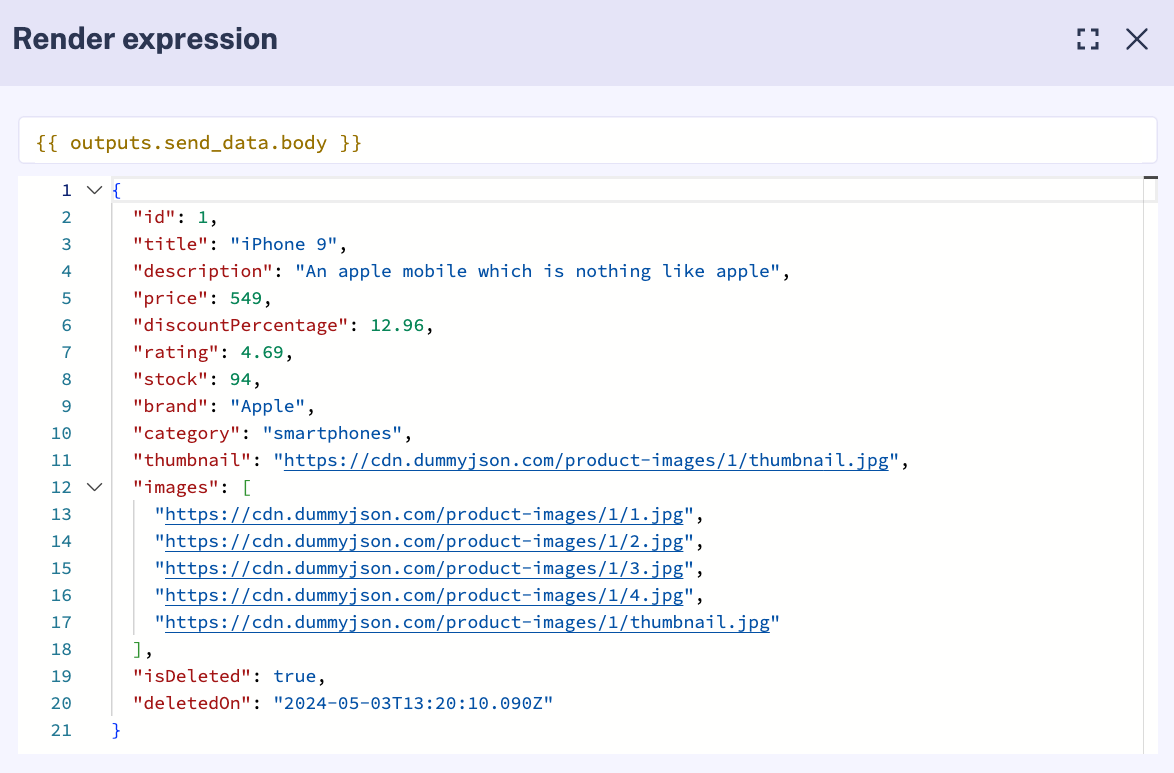 Render expression
{{ outputs.send_data.body }}
1 {
2 "id": 1,
3 "title": "iPhone 9",
4 "description": "An apple mobile which is nothing like apple",
5 "price": 549,
6 "discountPercentage": 12.96,
7 "rating": 4.69,
8 "stock": 94,
9 "brand": "Apple",
10 "category": "smartphones",
11 "thumbnail": "https://cdn.dummyjson.com/product-images/1/thumbnail.jpg",
12 "images": [
13 "https://cdn.dummyjson.com/product-images/1/1.jpg",
14 "https://cdn.dummyjson.com/product-images/1/2.jpg",
15 "https://cdn.dummyjson.com/product-images/1/3.jpg",
16 "https://cdn.dummyjson.com/product-images/1/4.jpg",
17 "https://cdn.dummyjson.com/product-images/1/thumbnail.jpg"
18 ],
19 "isDeleted": true,
20 "deletedOn": "2024-05-03T13:20:10.090Z"
21 }